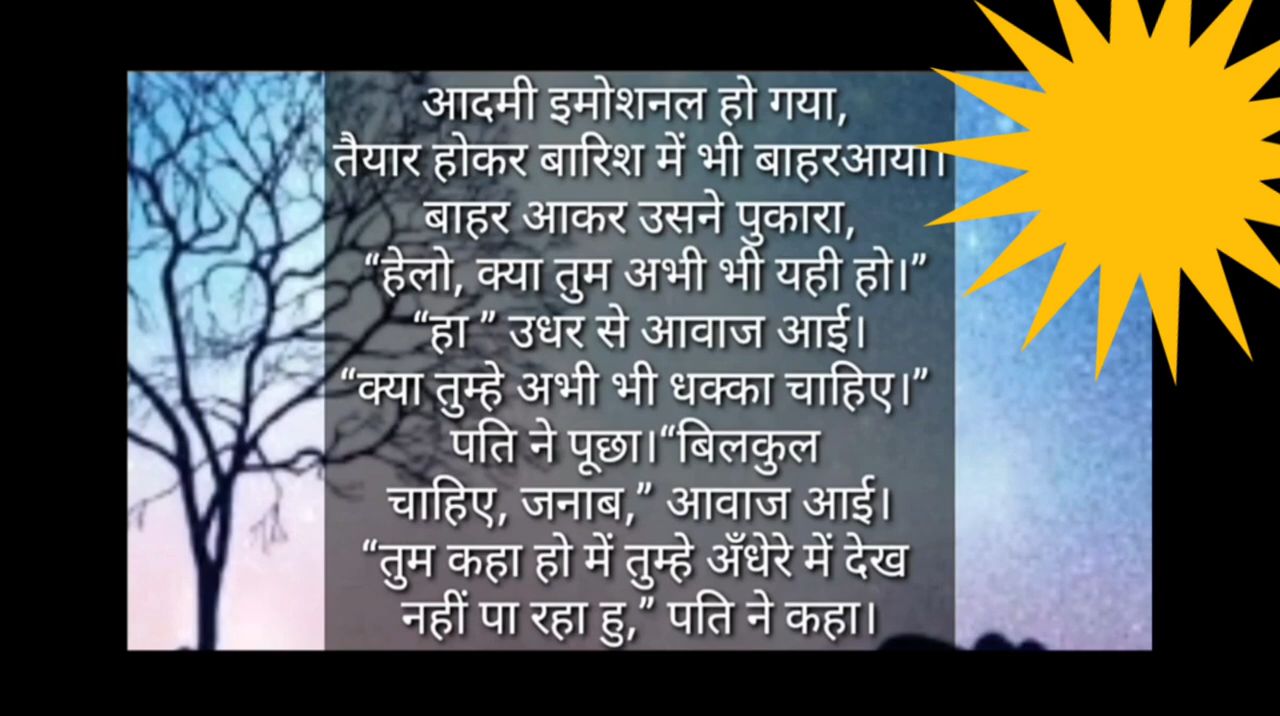 आदमी इमोशनल हो गया,
तैयार होकर बारिश में भी बाहरआया।
बाहर आकर उसने पुकारा,
“हेलो, क्या तुम अभी भी यही हो।”
“हा ” उधर से आवाज आई।
“क्या तुम्हे अभी भी धक्का चाहिए।”
पति ने पूछा।“बिलकुल
चाहिए, जनाब,” आवाज आई।
“तुम कहा हो में तुम्हे अँधेरे में देख
नहीं पा रहा हु,” पति ने कहा।